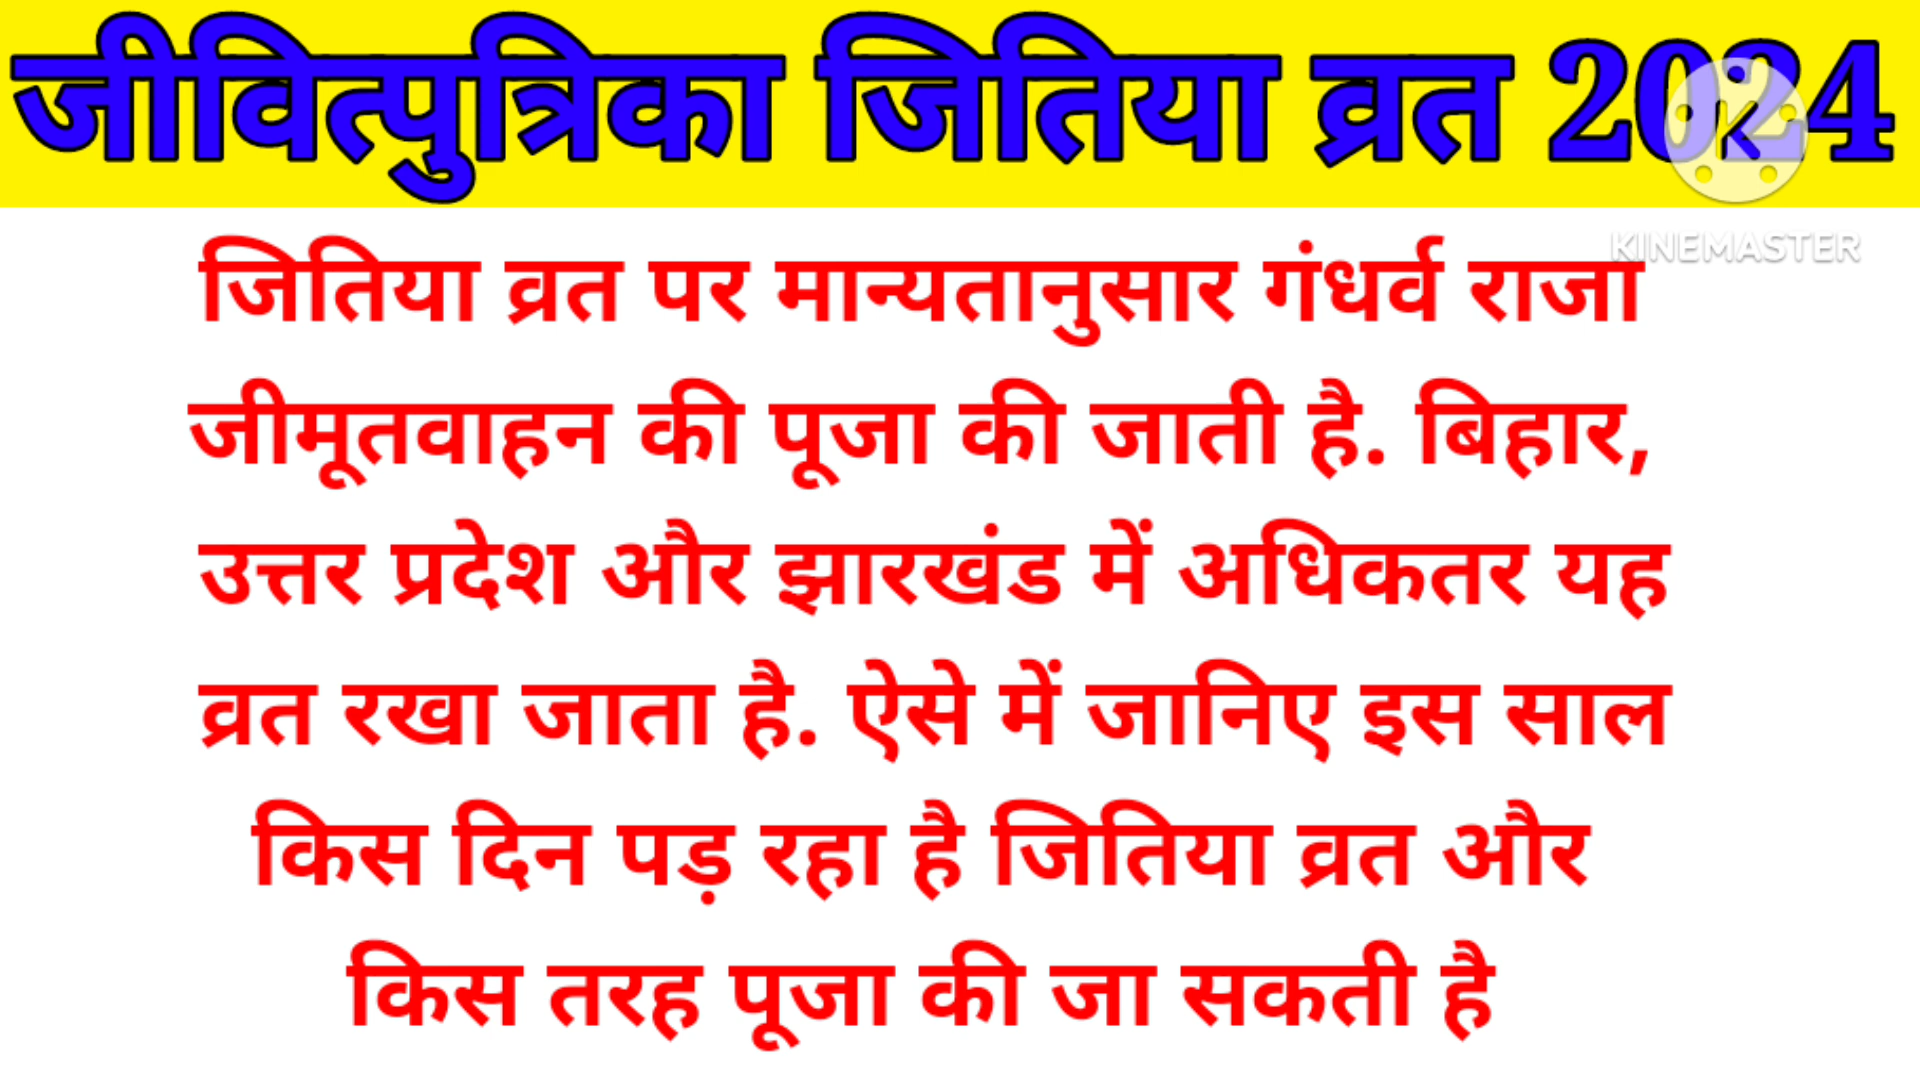 जीवित्पुत्रिका जितिया व्रत 2024
KINEMASTER
जितिया व्रत पर मान्यतानुसार गंधर्व राजा
जीमूतवाहन की पूजा की जाती है. बिहार,
उत्तर प्रदेश और झारखंड में अधिकतर यह
व्रत रखा जाता है. ऐसे में जानिए इस साल
किस दिन पड़ रहा है जितिया व्रत और
किस तरह पूजा की जा सकती है